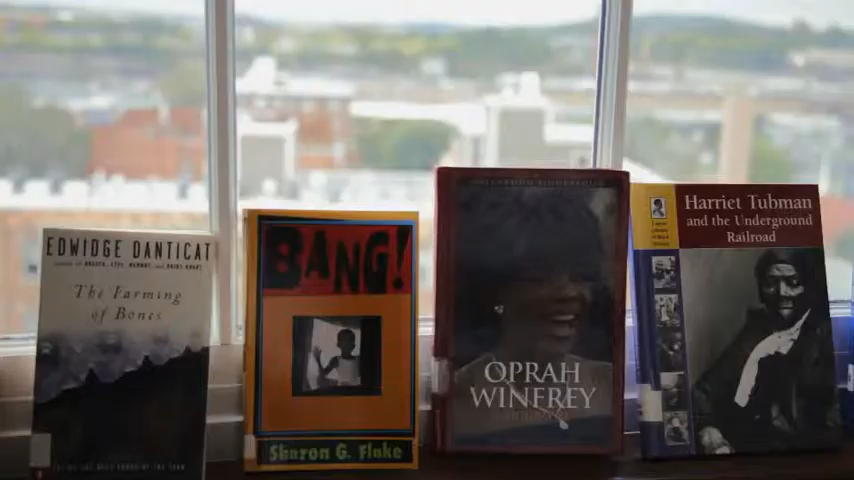 EDWIDGE DANTICAT
The Farming
of Bones
BANG!
Sharon G. Flake
OPRAH
WINFREY
Harriet Tubman
and the Underground
Railroad